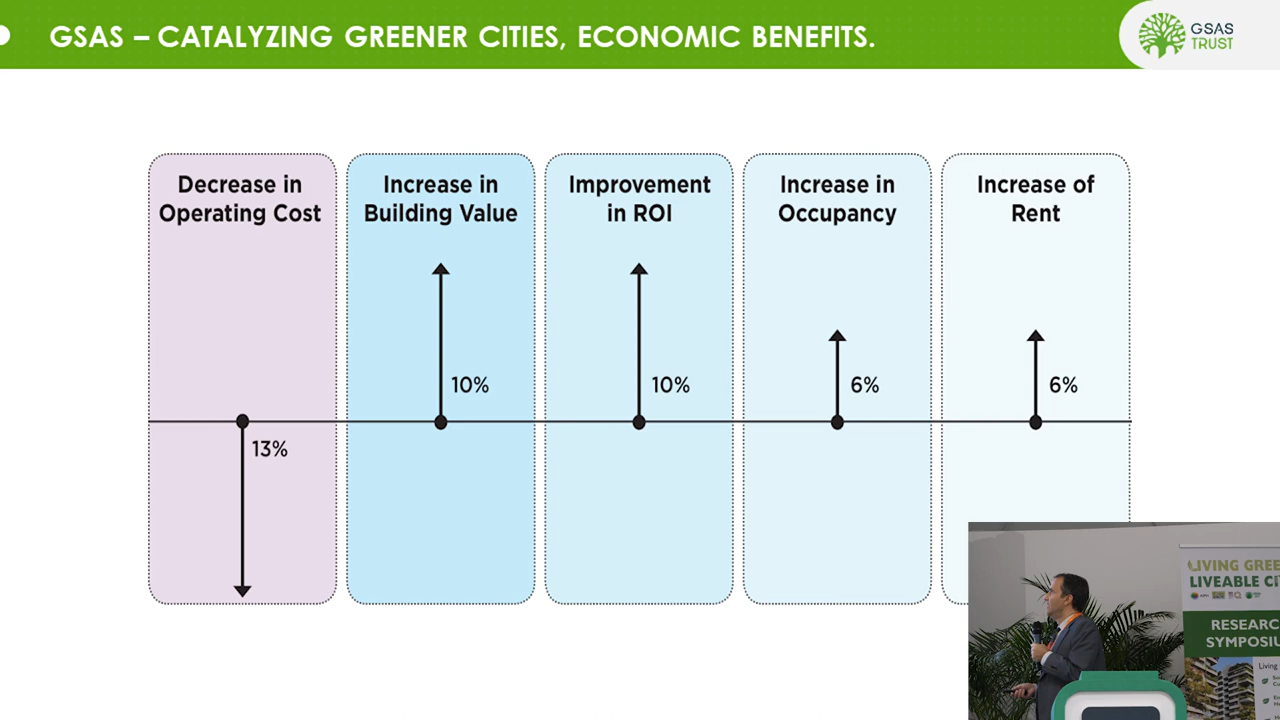 GSAS – CATALYZING GREENER CITIES, ECONOMIC BENEFITS.
GSAS
TRUST
Decrease in
Operating Cost
Increase in
Building Value
Improvement
in ROI
Increase in
Occupancy
Increase of
Rent
10%
10%
6%
6%
13%
LIVING GREE
LIVEABLE CI
RESEARC
SYMPOSIU
Living